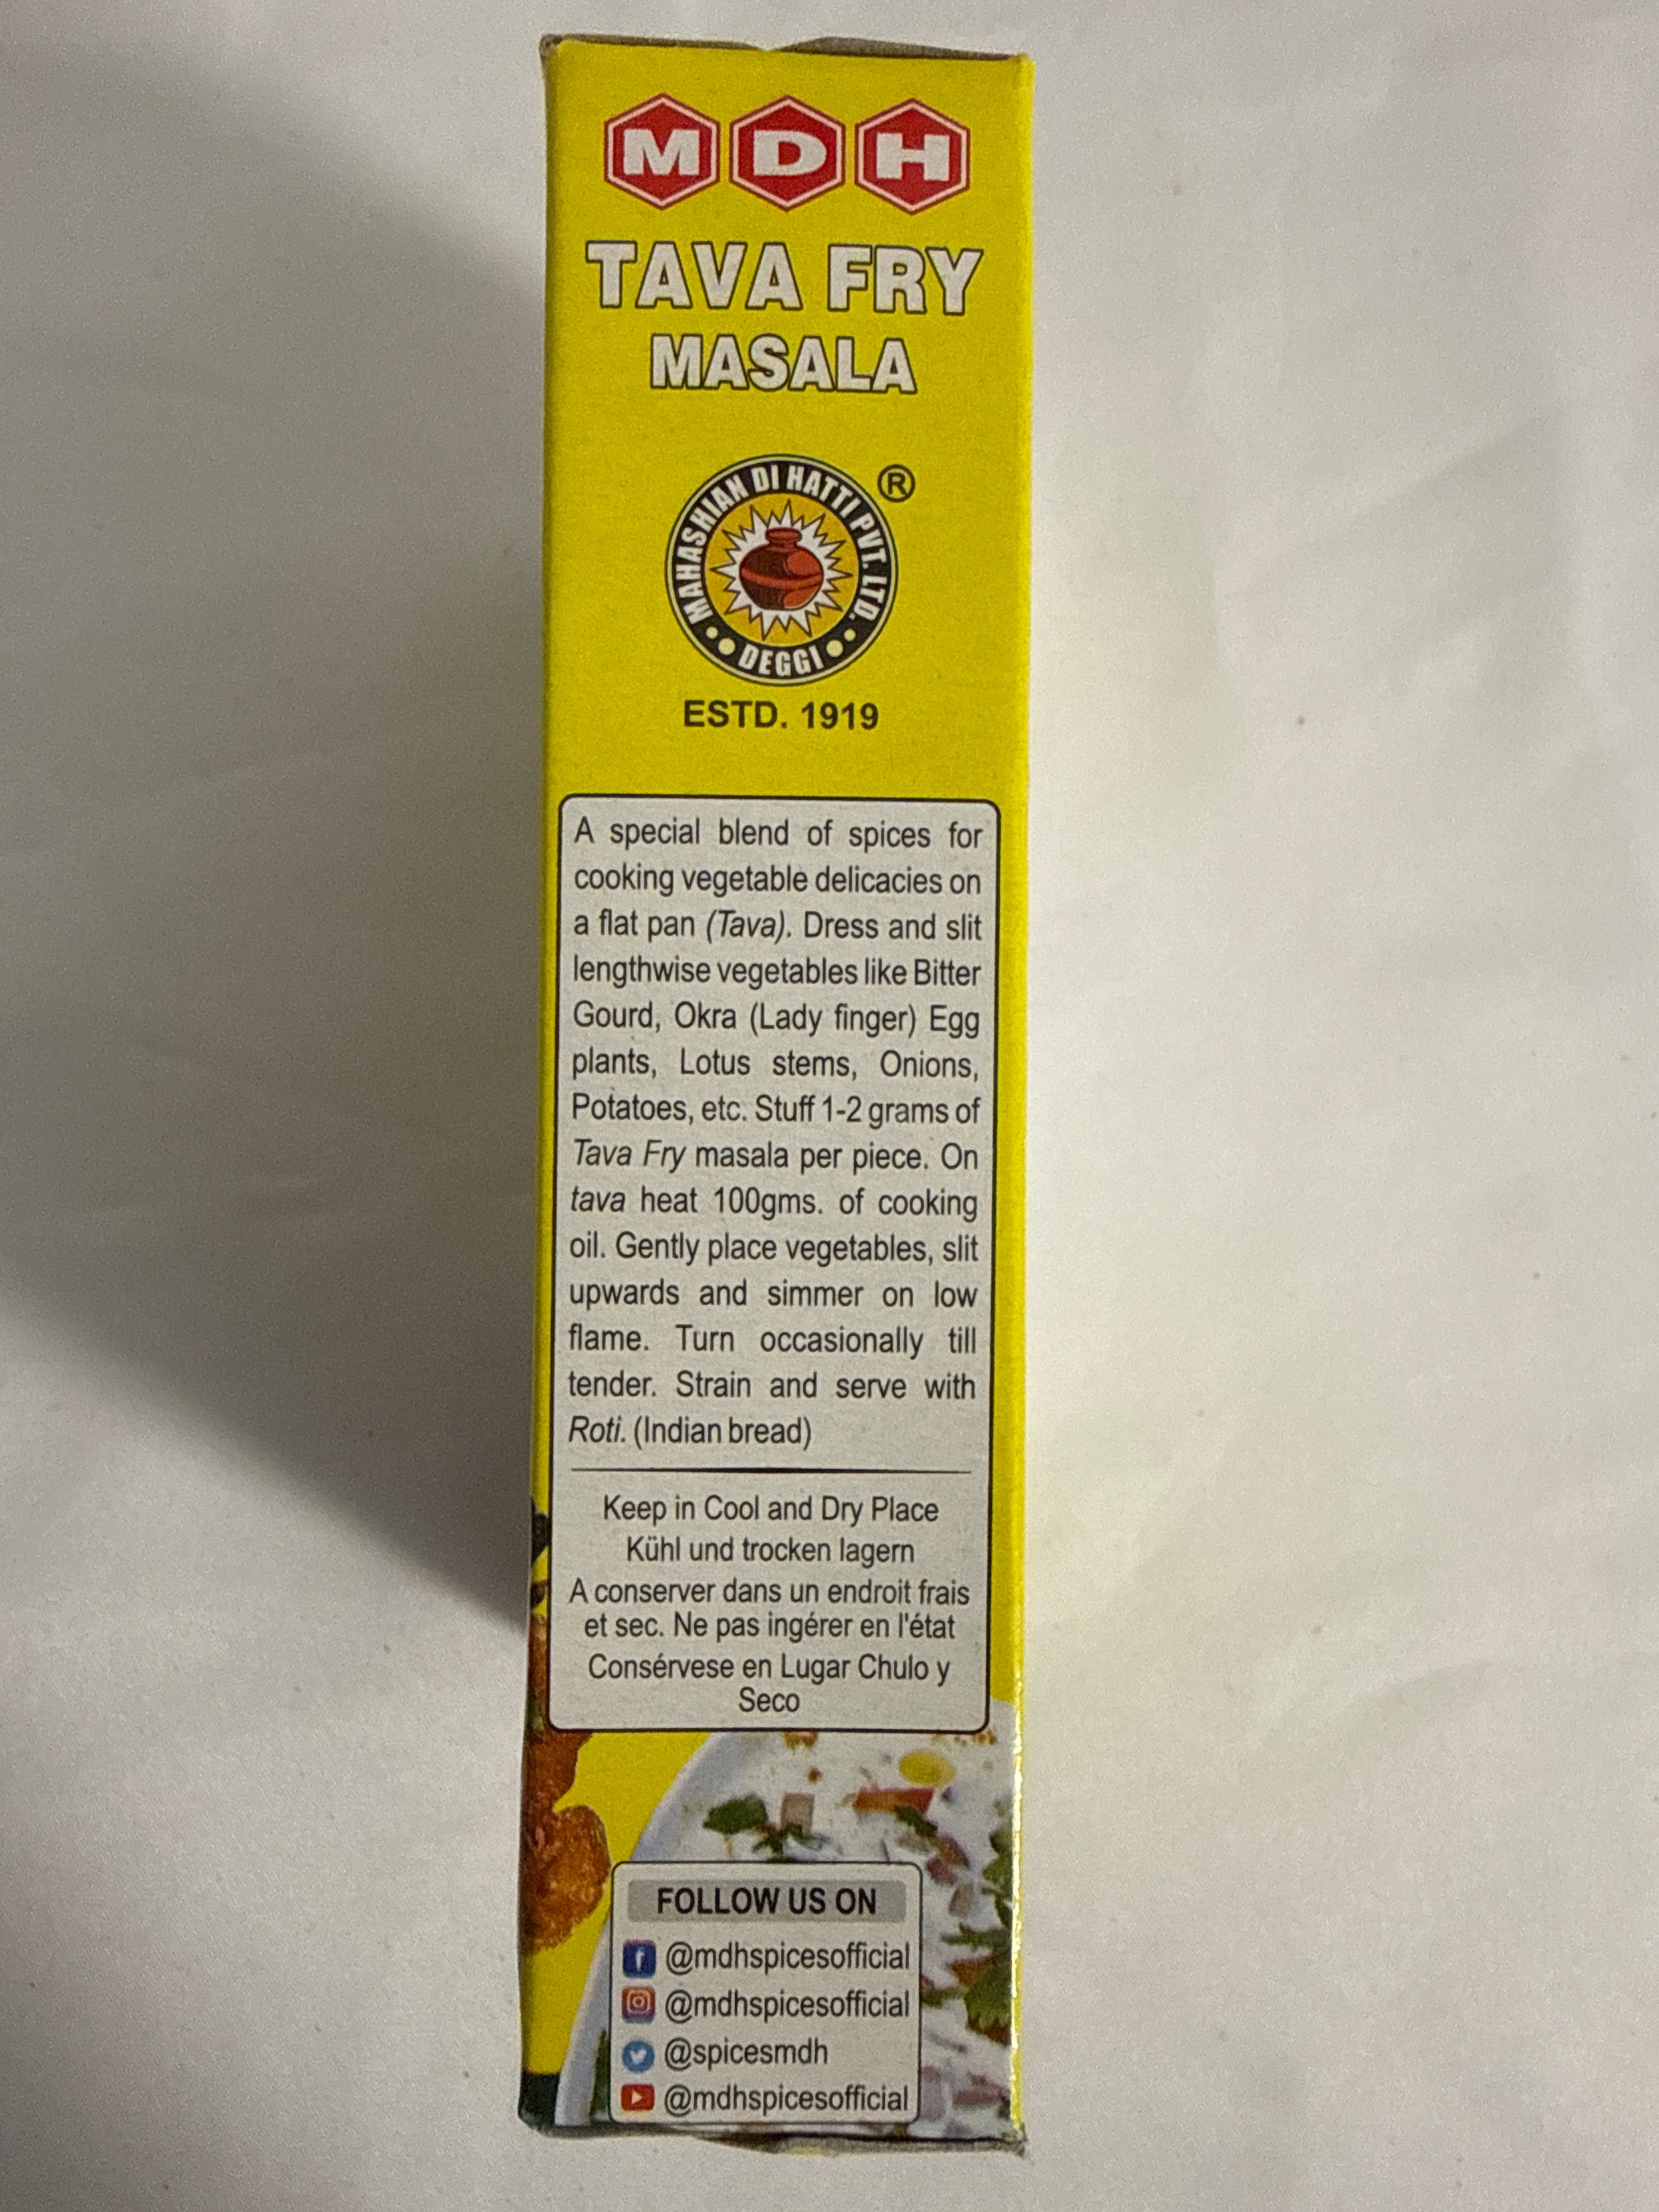 M D H
TAVA FRY
MASALA
MAHASHIAN DI HATTI PVT. LTD.
®
DEGGI
ESTD. 1919
A special blend of spices for
cooking vegetable delicacies on
a flat pan (Tava). Dress and slit
lengthwise vegetables like Bitter
Gourd, Okra (Lady finger) Egg
plants, Lotus stems, Onions,
Potatoes, etc. Stuff 1-2 grams of
Tava Fry masala per piece. On
tava heat 100gms. of cooking
oil. Gently place vegetables, slit
upwards and simmer on low
flame. Turn occasionally till
tender. Strain and serve with
Roti. (Indian bread)
Keep in Cool and Dry Place
Kühl und trocken lagern
A conserver dans un endroit frais
et sec. Ne pas ingérer en l'état
Consérvese en Lugar Chulo y
Seco
FOLLOW US ON
@mdhspicesofficial
@mdhspicesofficial
@spicesmdh
@mdhspicesofficial